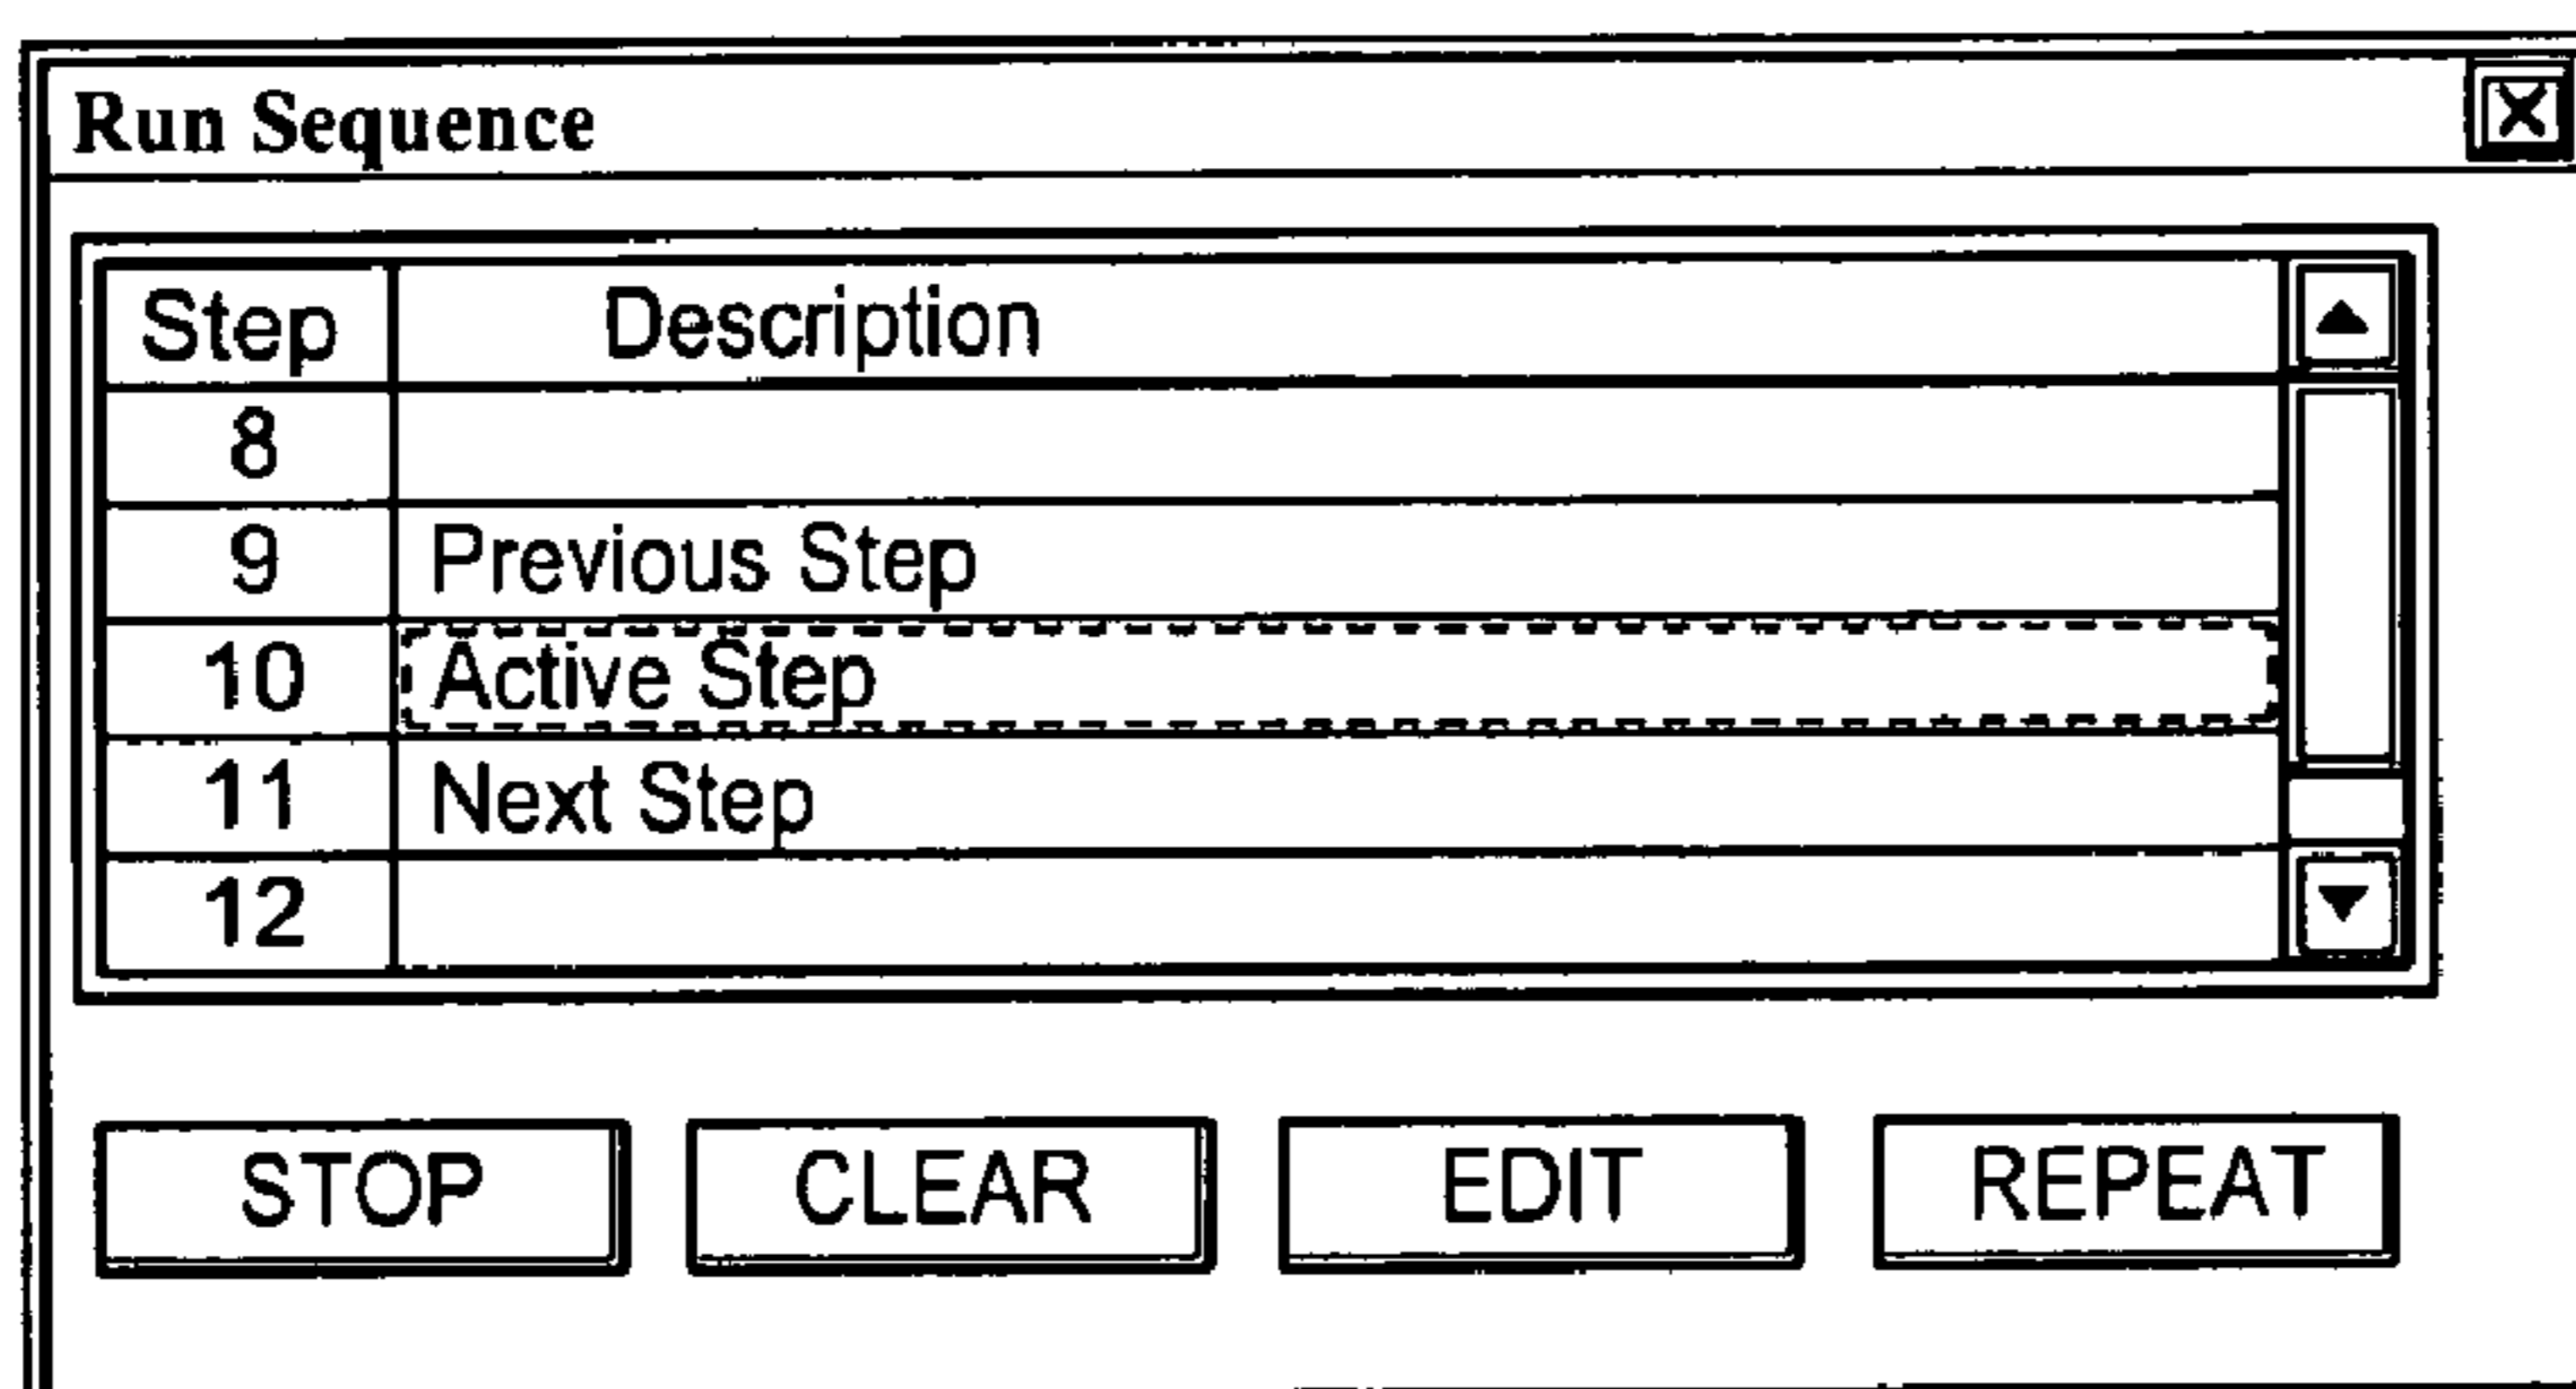 Run Sequence
Step Description
8
9 Previous Step
10 Active Step
11 Next Step
12
STOP CLEAR EDIT REPEAT